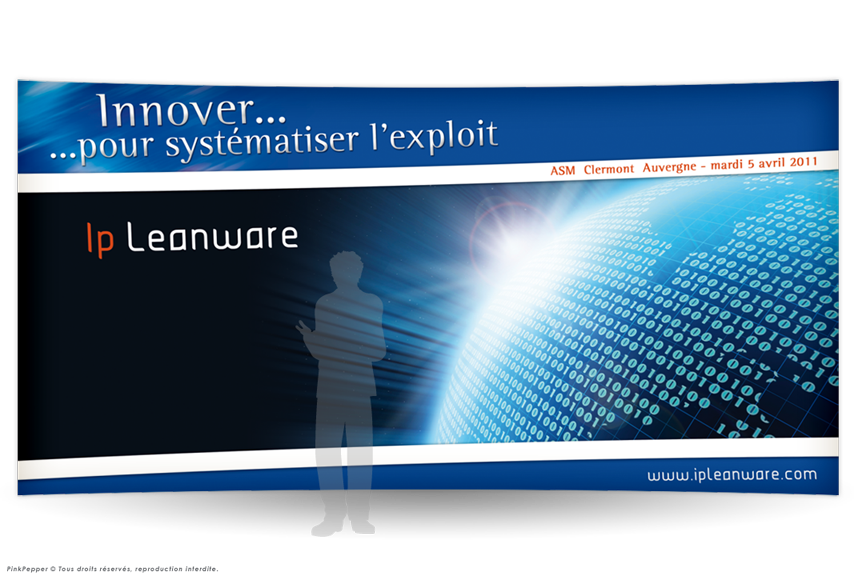 Innover...
...pour systématiser l'exploit
ASM Clermont Auvergne - mardi 5 avril 2011
Ip Leanware
www.ipleanware.com
PinkPepper © Tous droits réservés, reproduction interdite.